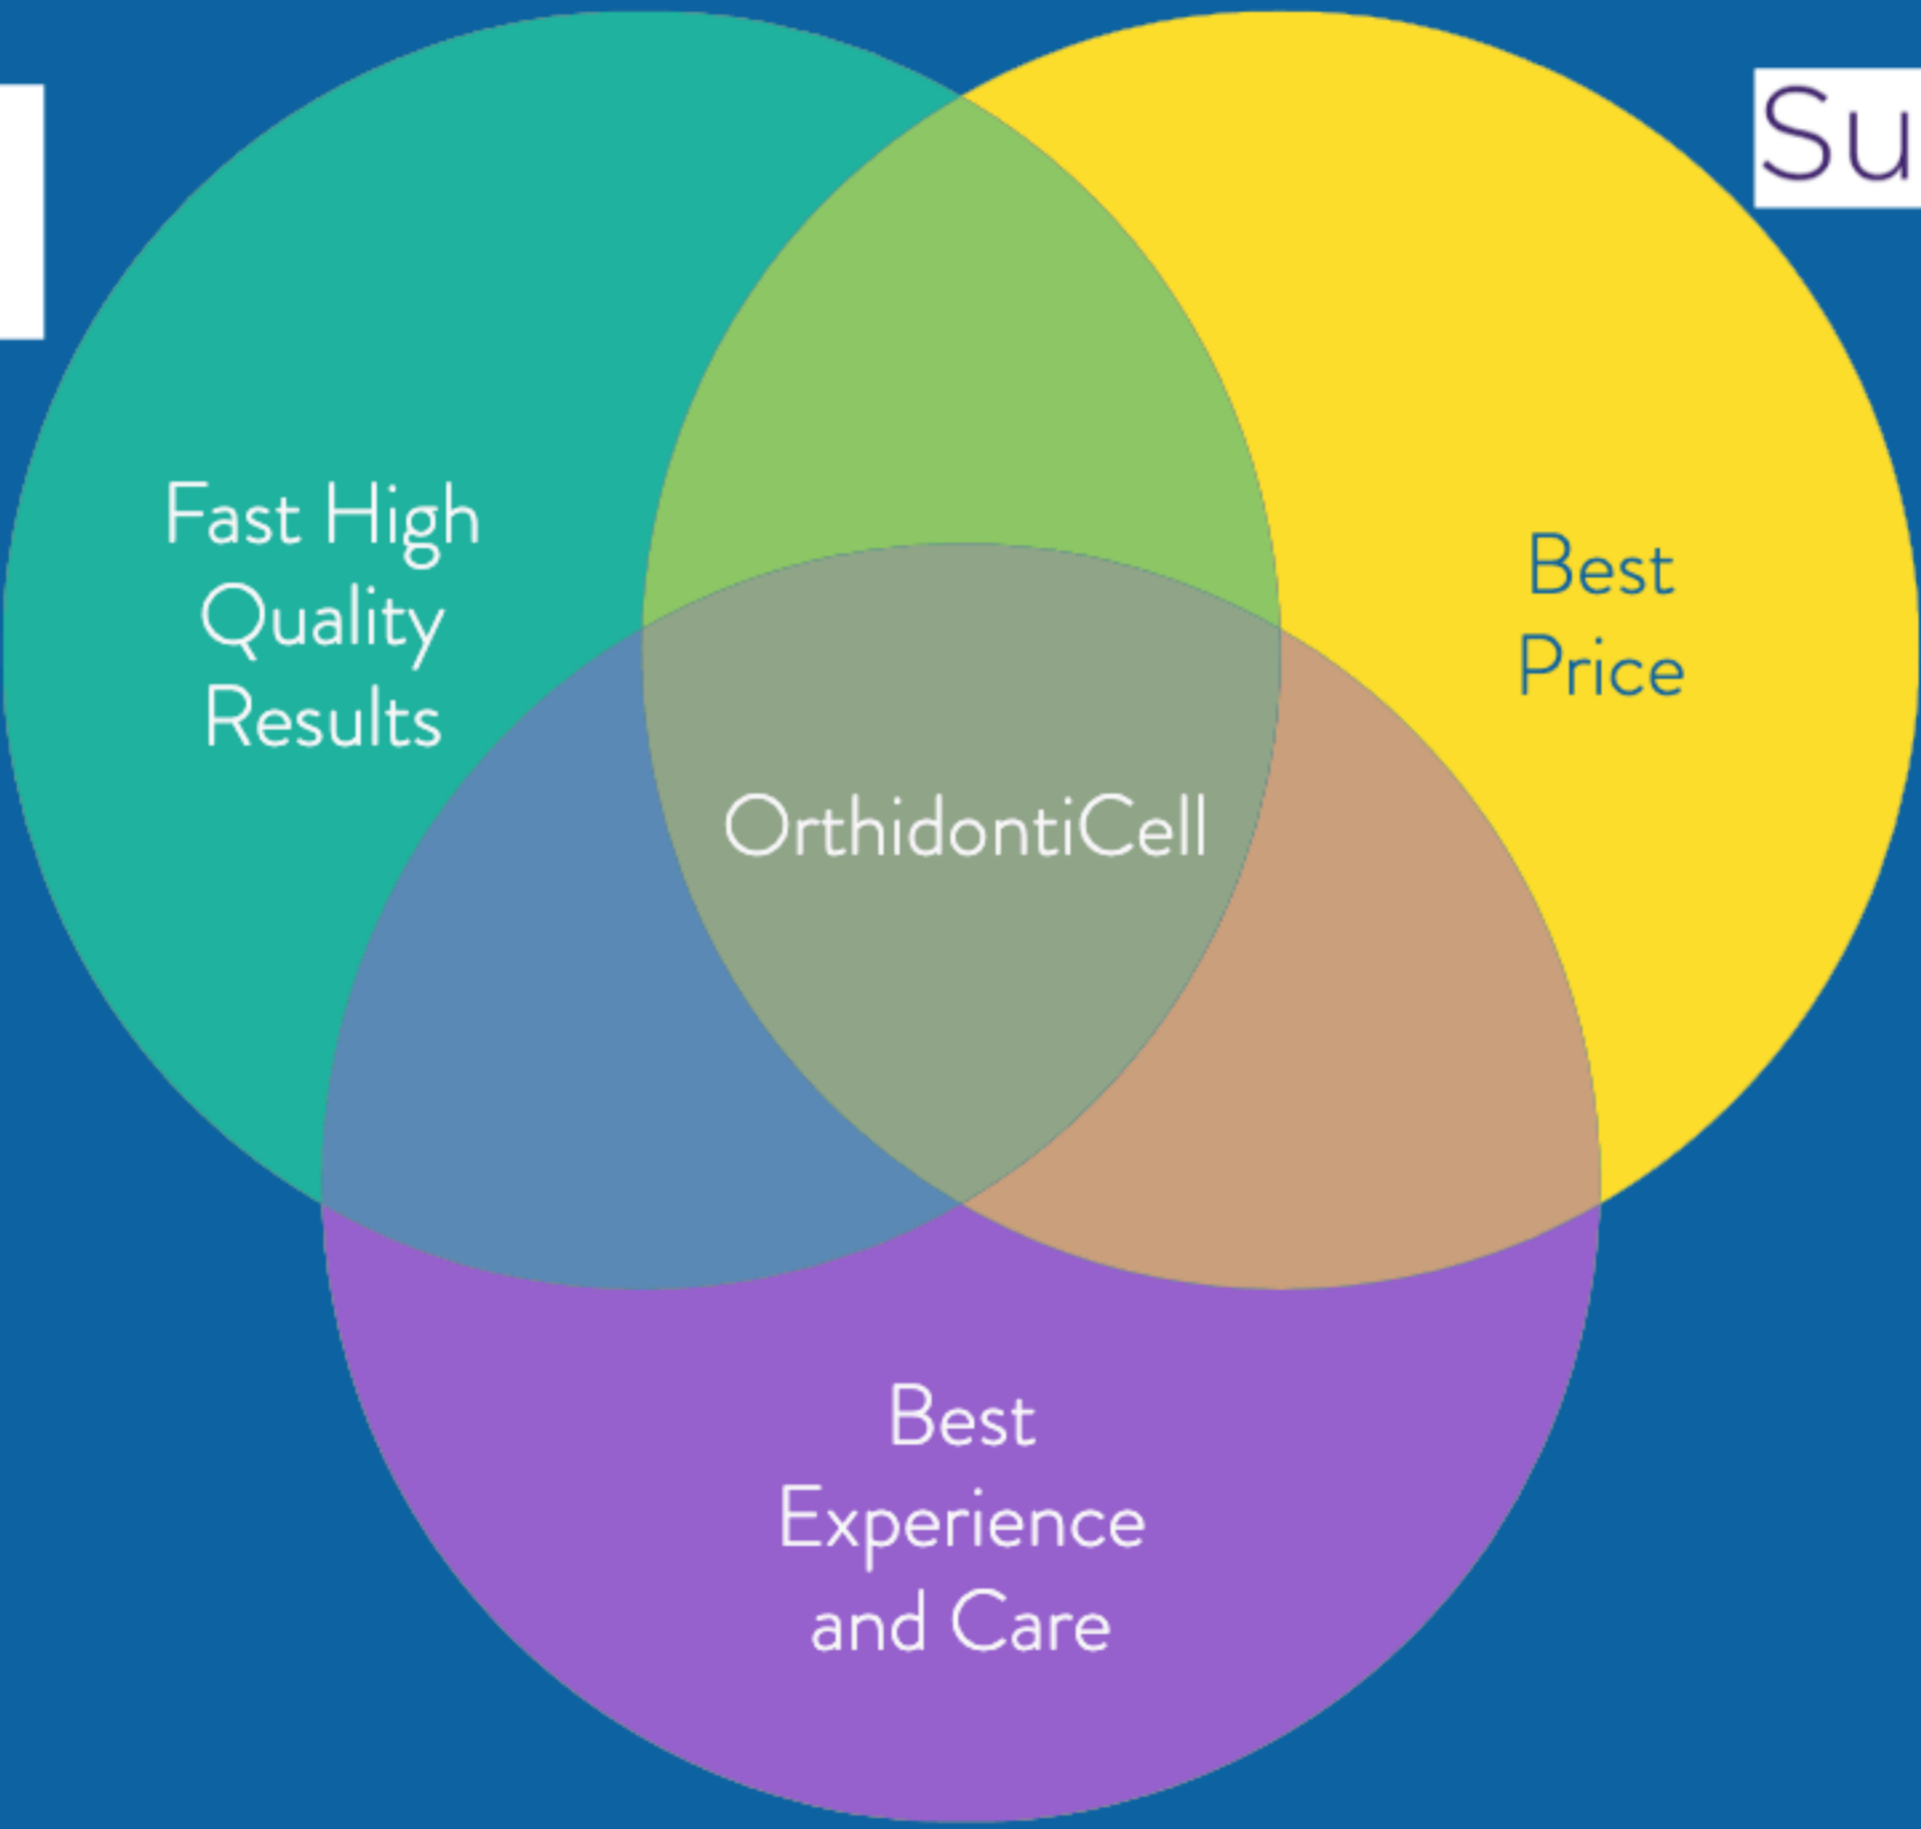 Su
Fast High
Quality
Results
Best
Price
OrthidontiCell
Best
Experience
and Care